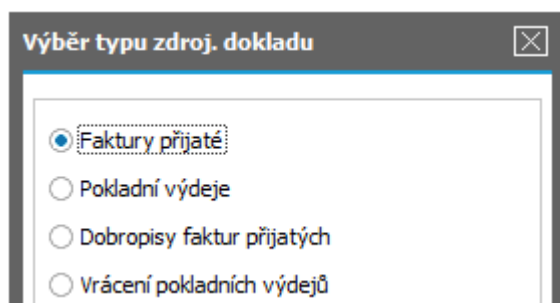 Výběr typu zdroj. dokladu
Faktury přijaté
Pokladní výdeje
Dobropisy faktur přijatých
Vrácení pokladních výdejů